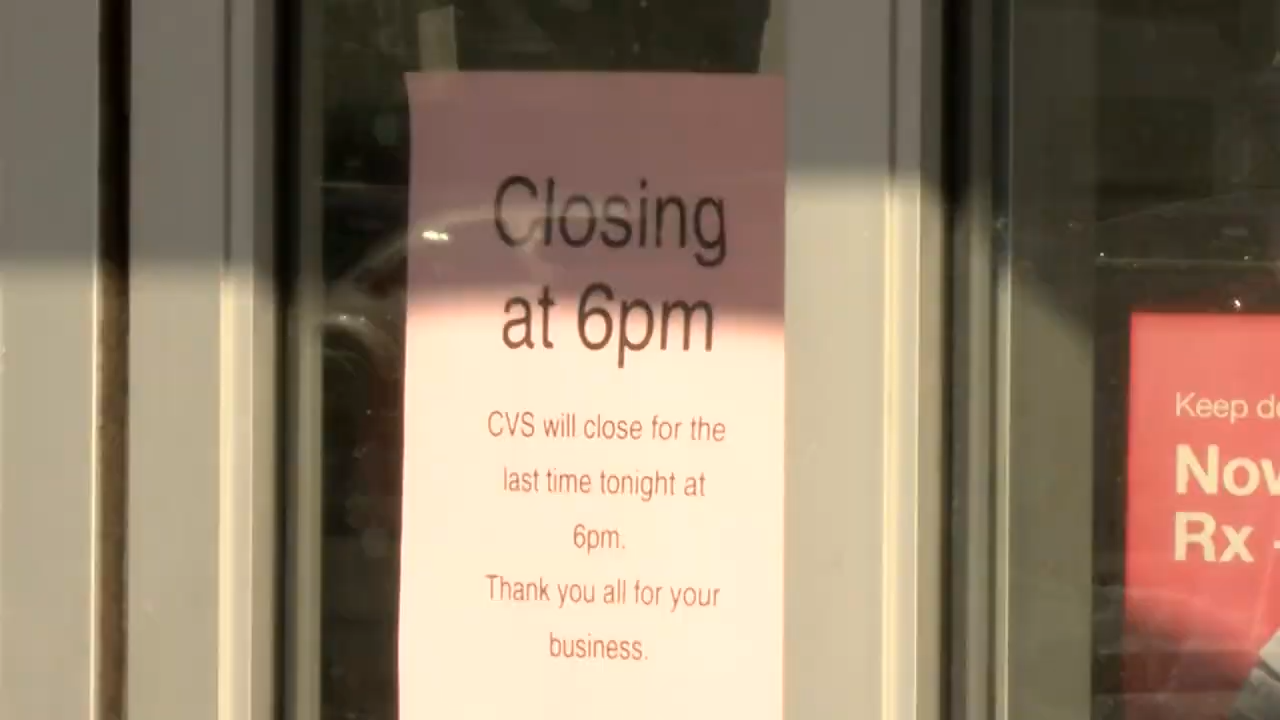 Closing
at 6pm
CVS will close for the
last time tonight at
6pm.
Thank you all for your
business.
Keep
Rx